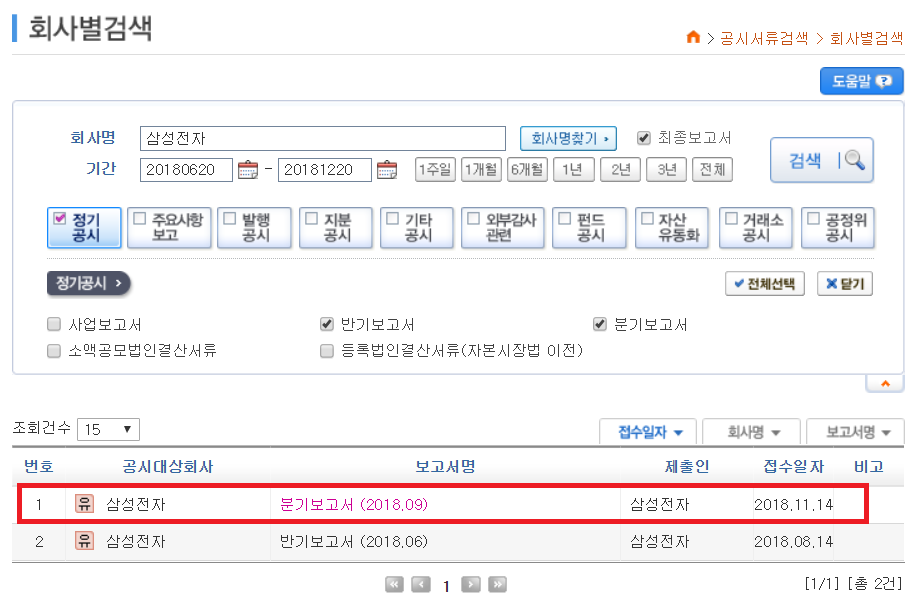 회사별검색
> 공시서류검색 > 회사별검색
도움말 ?
회사명 삼성전자 회사명찾기 최종보고서
기간 20180620 - 20181220 1주일 1개월 6개월 1년 2년 3년 전체
검색
정기공시 주요사항보고 발행공시 지분공시 기타공시 외부감사관련 펀드공시 자산유동화 거래소공시 공정위공시
정기공시 > 전체선택 닫기
사업보고서 반기보고서 분기보고서
소액공모법인결산서류 등록법인결산서류(자본시장법 이전)
조회건수 15 접수일자 회사명 보고서명
번호 공시대상회사 보고서명 제출인 접수일자 비고
1 유 삼성전자 분기보고서 (2018.09) 삼성전자 2018.11.14
2 유 삼성전자 반기보고서 (2018.06) 삼성전자 2018.08.14
« ‹ 1 › » [1/1] [총 2건]